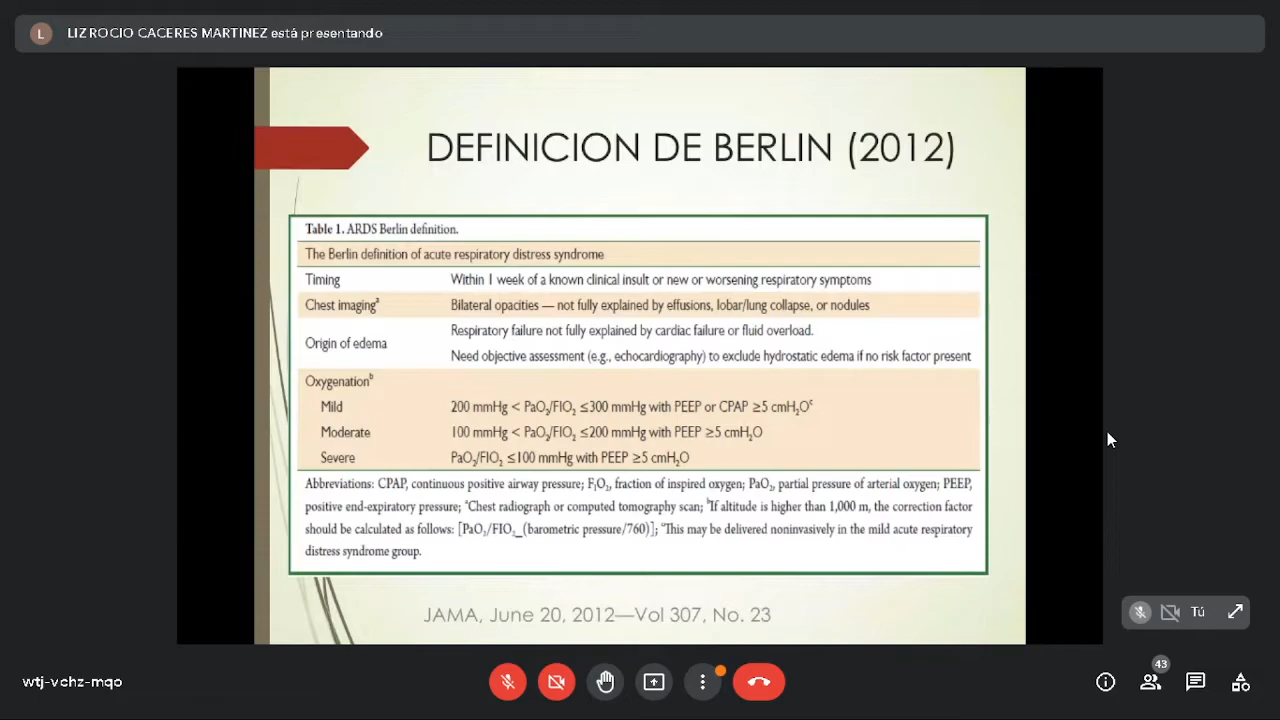 L LIZ ROCIO CACERES MARTINEZ está presentando
DEFINICION DE BERLIN (2012)
Table 1. ARDS Berlin definition.
The Berlin definition of acute respiratory distress syndrome
Timing Within 1 week of a known clinical insult or new or worsening respiratory symptoms
Chest imagingᵃ Bilateral opacities — not fully explained by effusions, lobar/lung collapse, or nodules
Origin of edema Respiratory failure not fully explained by cardiac failure or fluid overload.
Need objective assessment (e.g., echocardiography) to exclude hydrostatic edema if no risk factor present
Oxygenationᵇ
Mild 200 mmHg < PaO₂/FIO₂ ≤300 mmHg with PEEP or CPAP ≥5 cmH₂Oᶜ
Moderate 100 mmHg < PaO₂/FIO₂ ≤200 mmHg with PEEP ≥5 cmH₂O
Severe PaO₂/FIO₂ ≤100 mmHg with PEEP ≥5 cmH₂O
Abbreviations: CPAP, continuous positive airway pressure; FᵢO₂, fraction of inspired oxygen; PaO₂, partial pressure of arterial oxygen; PEEP,
positive end-expiratory pressure; ᵃChest radiograph or computed tomography scan; ᵇIf altitude is higher than 1,000 m, the correction factor
should be calculated as follows: [PaO₂/FIO₂_(barometric pressure/760)]; ᶜThis may be delivered noninvasively in the mild acute respiratory
distress syndrome group.
JAMA, June 20, 2012—Vol 307, No. 23
Tú
wtj-vchz-mqo
43